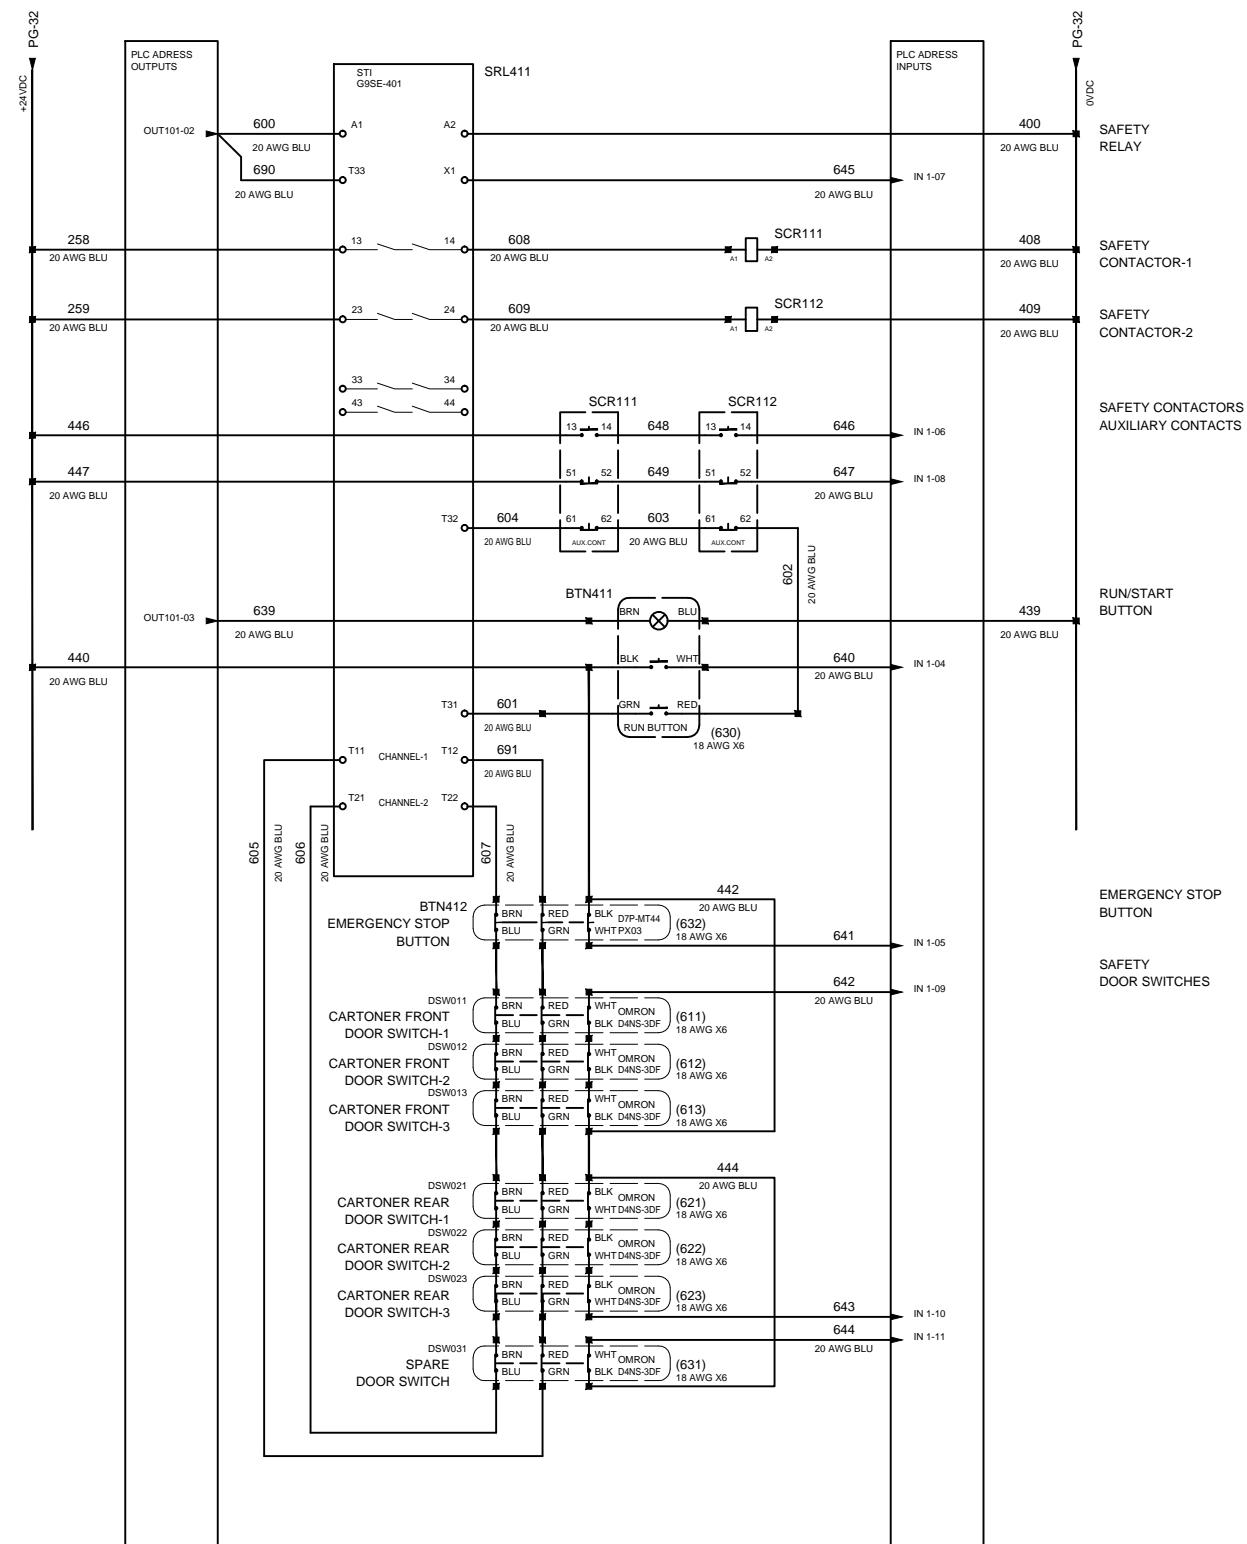 PG-32
PG-32
+24VDC
0VDC
PLC ADRESS
OUTPUTS
STI
G9SE-401
SRL411
PLC ADRESS
INPUTS
OUT101-02
600
20 AWG BLU
A1
A2
400
20 AWG BLU
SAFETY
RELAY
690
20 AWG BLU
T33
X1
645
20 AWG BLU
IN 1-07
258
20 AWG BLU
13
14
608
20 AWG BLU
SCR111
A1
A2
408
20 AWG BLU
SAFETY
CONTACTOR-1
259
20 AWG BLU
23
24
609
20 AWG BLU
SCR112
A1
A2
409
20 AWG BLU
SAFETY
CONTACTOR-2
33
34
43
44
SCR111
SCR112
SAFETY CONTACTORS
AUXILIARY CONTACTS
446
13
14
648
13
14
646
IN 1-06
447
20 AWG BLU
51
52
649
51
52
647
20 AWG BLU
IN 1-08
T32
604
20 AWG BLU
61
62
AUX.CONT
603
20 AWG BLU
61
62
AUX.CONT
602
20 AWG BLU
BTN411
RUN/START
BUTTON
OUT101-03
639
20 AWG BLU
BRN
BLU
439
20 AWG BLU
440
20 AWG BLU
BLK
WHT
640
20 AWG BLU
IN 1-04
T31
601
20 AWG BLU
GRN
RED
RUN BUTTON
(630)
18 AWG X6
T11
CHANNEL-1
T12
691
20 AWG BLU
T21
CHANNEL-2
T22
605
20 AWG BLU
606
20 AWG BLU
607
20 AWG BLU
442
20 AWG BLU
EMERGENCY STOP
BUTTON
BTN412
EMERGENCY STOP
BUTTON
BRN
RED
BLK
D7P-MT44
BLU
GRN
WHT
PX03
(632)
18 AWG X6
641
IN 1-05
SAFETY
DOOR SWITCHES
642
20 AWG BLU
IN 1-09
DSW011
CARTONER FRONT
DOOR SWITCH-1
BRN
RED
WHT
OMRON
BLU
GRN
BLK
D4NS-3DF
(611)
18 AWG X6
DSW012
CARTONER FRONT
DOOR SWITCH-2
BRN
RED
WHT
OMRON
BLU
GRN
BLK
D4NS-3DF
(612)
18 AWG X6
DSW013
CARTONER FRONT
DOOR SWITCH-3
BRN
RED
WHT
OMRON
BLU
GRN
BLK
D4NS-3DF
(613)
18 AWG X6
444
20 AWG BLU
DSW021
CARTONER REAR
DOOR SWITCH-1
BRN
RED
BLK
OMRON
BLU
GRN
WHT
D4NS-3DF
(621)
18 AWG X6
DSW022
CARTONER REAR
DOOR SWITCH-2
BRN
RED
BLK
OMRON
BLU
GRN
WHT
D4NS-3DF
(622)
18 AWG X6
DSW023
CARTONER REAR
DOOR SWITCH-3
BRN
RED
BLK
OMRON
BLU
GRN
WHT
D4NS-3DF
(623)
18 AWG X6
643
IN 1-10
644
20 AWG BLU
IN 1-11
DSW031
SPARE
DOOR SWITCH
BRN
RED
WHT
OMRON
BLU
GRN
BLK
D4NS-3DF
(631)
18 AWG X6